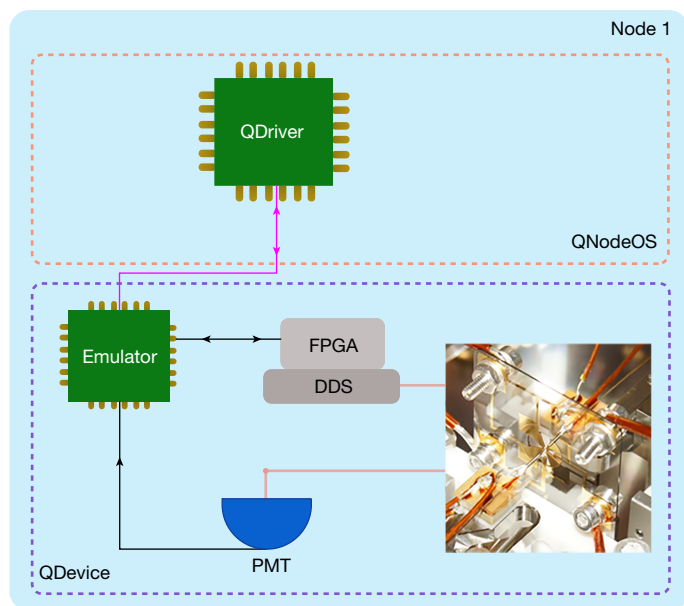 Node 1
QDriver
QNodeOS
Emulator
FPGA
DDS
PMT
QDevice